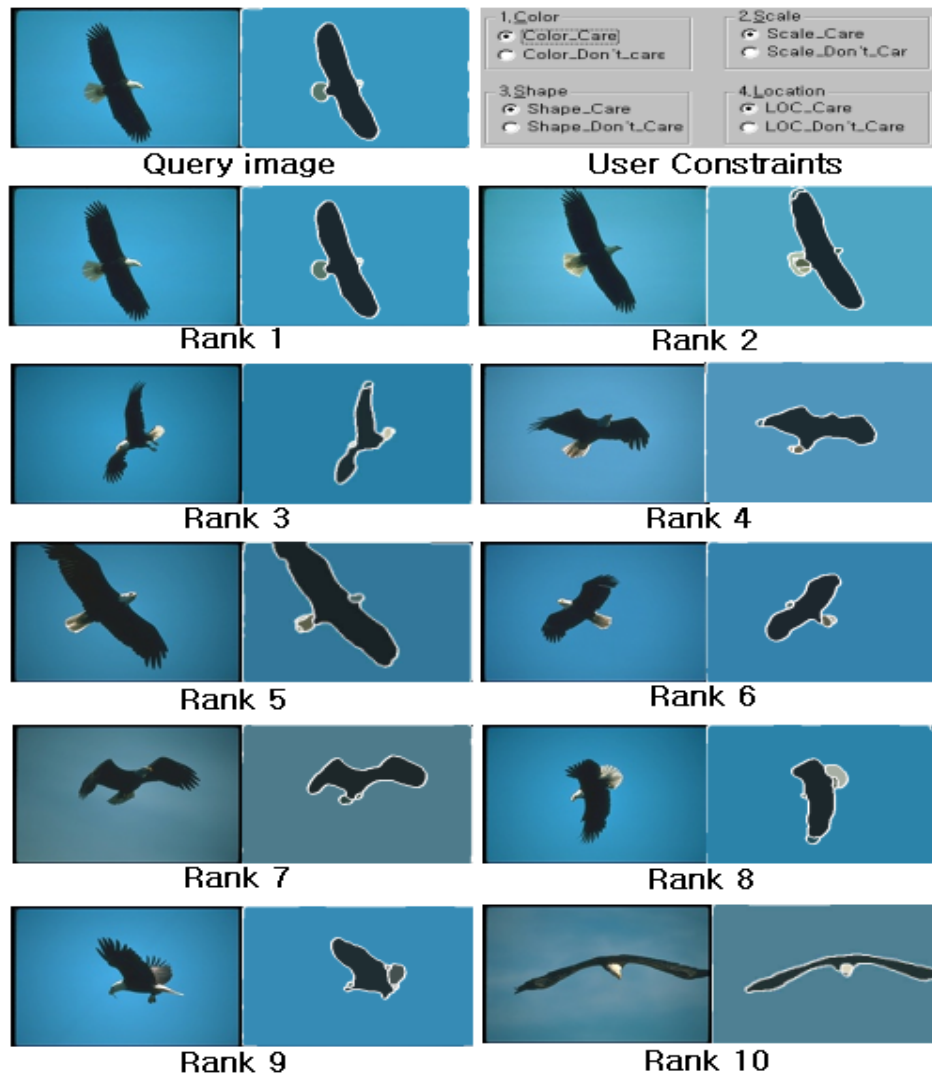 1.Color
Color_Care
Color_Don't_care
2.Scale
Scale_Care
Scale_Don't_Car
3.Shape
Shape_Care
Shape_Don't_Care
4.Location
LOC_Care
LOC_Don't_Care
Query image
User Constraints
Rank 1
Rank 2
Rank 3
Rank 4
Rank 5
Rank 6
Rank 7
Rank 8
Rank 9
Rank 10